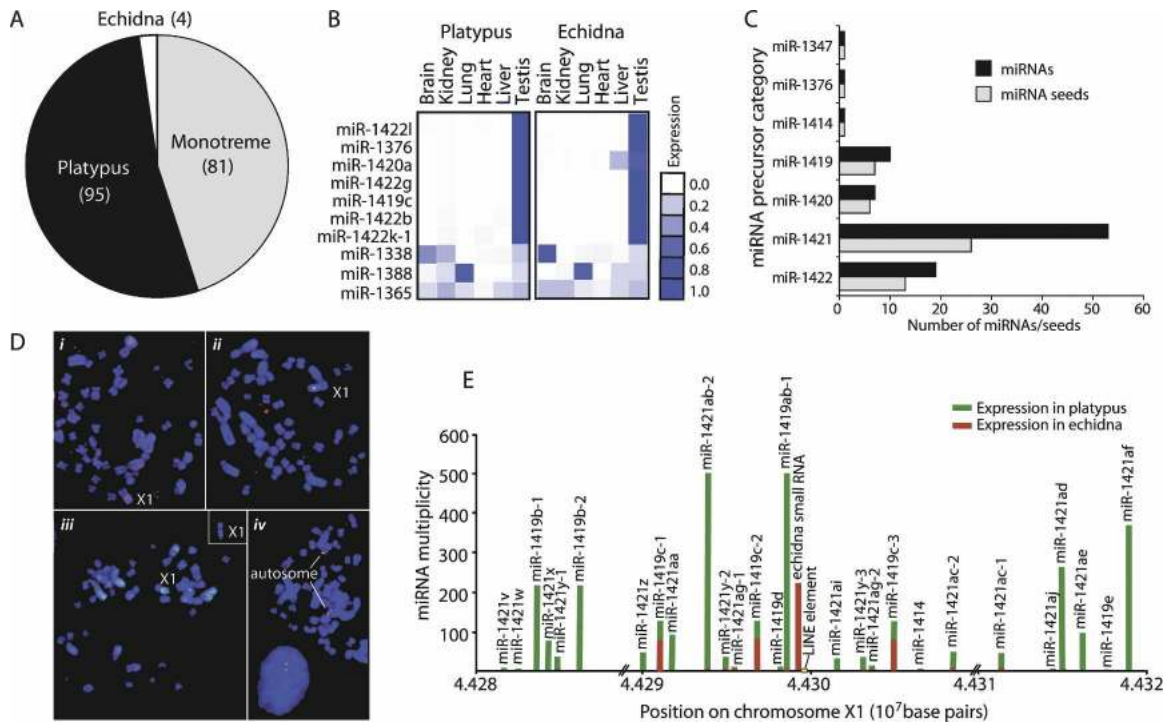 A
Echidna (4)
Platypus
(95)
Monotreme
(81)
B
Platypus
Echidna
Brain
Kidney
Lung
Heart
Liver
Testis
Brain
Kidney
Lung
Heart
Liver
Testis
miR-1422l
miR-1376
miR-1420a
miR-1422g
miR-1419c
miR-1422b
miR-1422k-1
miR-1338
miR-1388
miR-1365
Expression
0.0
0.2
0.4
0.6
0.8
1.0
C
miRNA precursor category
miR-1347
miR-1376
miR-1414
miR-1419
miR-1420
miR-1421
miR-1422
miRNAs
miRNA seeds
0
10
20
30
40
50
60
Number of miRNAs/seeds
D
i
X1
ii
X1
iii
X1
X1
iv
autosome
E
Expression in platypus
Expression in echidna
miRNA multiplicity
600
500
400
300
200
100
miR-1421v
miR-1421w
miR-1419b-1
miR-1421x
miR-1421y-1
miR-1419b-2
miR-1421z
miR-1419c-1
miR-1421aa
miR-1421ab-2
miR-1421y-2
miR-1421ag-1
miR-1419c-2
miR-1419d
miR-1419ab-1
echidna small RNA
LINE element
miR-1421ai
miR-1421y-3
miR-1421ag-2
miR-1419c-3
miR-1414
miR-1421ac-2
miR-1421ac-1
miR-1421aj
miR-1421ad
miR-1421ae
miR-1419e
miR-1421af
4.428
4.429
4.430
4.431
4.432
Position on chromosome X1 (10⁷base pairs)